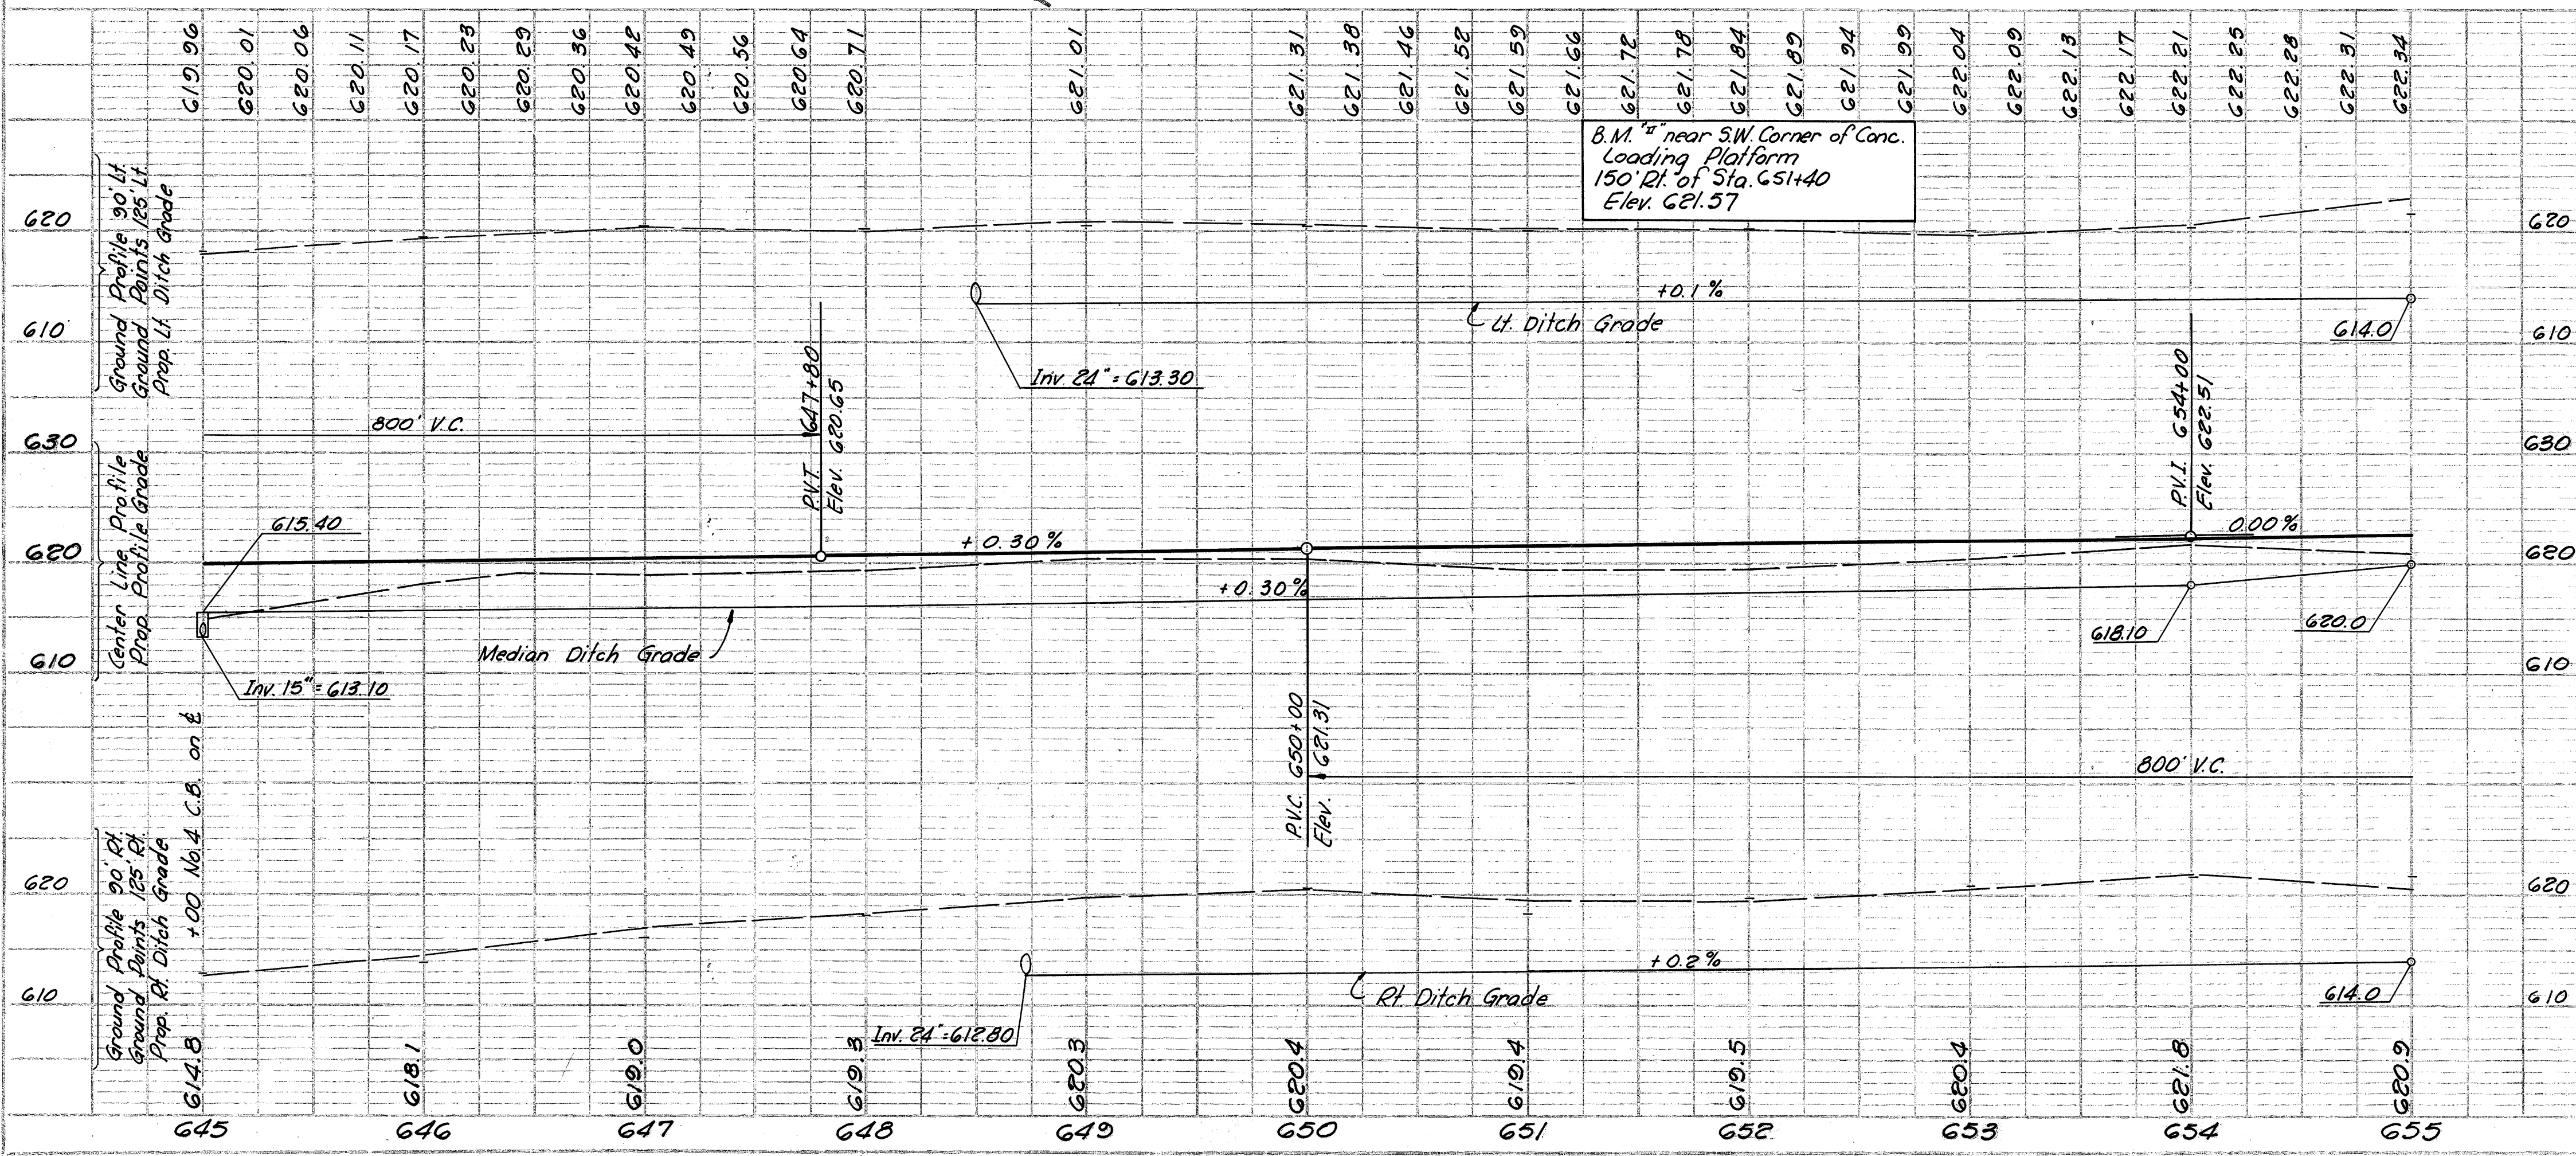 619.96
620.01
620.06
620.11
620.17
620.23
620.29
620.36
620.42
620.49
620.56
620.64
620.71
621.01
621.31
621.38
621.46
621.52
621.59
621.66
621.72
621.78
621.84
621.89
621.94
621.99
622.04
622.09
622.13
622.17
622.21
622.25
622.28
622.31
622.34
B.M. "II" near S.W. Corner of Conc.
Loading Platform
150' Rt. of Sta. 651+40
Elev. 621.57
Ground Profile 90' Lt.
Ground Points 125' Lt.
Prop. Lt. Ditch Grade
620
620
610
610
+0.1 %
Lt. Ditch Grade
614.0
Inv. 24" = 613.30
800' V.C.
P.V.T. 647+80
Elev. 620.65
P.V.I. 654+00
Elev. 622.51
630
630
Center Line Profile
Prop. Profile Grade
615.40
620
620
+ 0.30 %
0.00 %
+ 0.30 %
Median Ditch Grade
618.10
620.0
610
610
Inv. 15" = 613.10
+00 No.4 C.B. on ℄
P.V.C. 650+00
Elev. 621.31
800' V.C.
Ground Profile 90' Rt.
Ground Points 125' Rt.
Prop. Rt. Ditch Grade
620
620
+0.2 %
Rt. Ditch Grade
614.0
610
610
Inv. 24" = 612.80
614.8
618.1
619.0
619.3
620.3
620.4
619.4
619.5
620.4
621.8
620.9
645
646
647
648
649
650
651
652
653
654
655